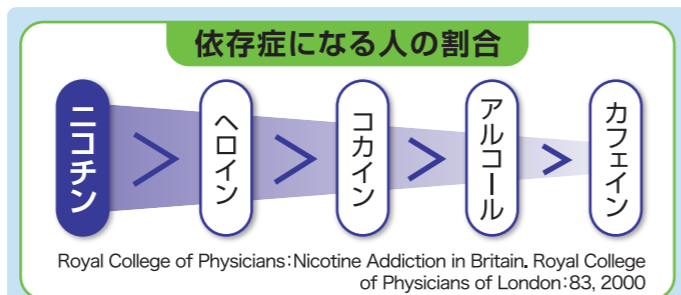 依存症になる人の割合
ニコチン > ヘロイン > コカイン > アルコール > カフェイン
Royal College of Physicians:Nicotine Addiction in Britain. Royal College
of Physicians of London:83, 2000